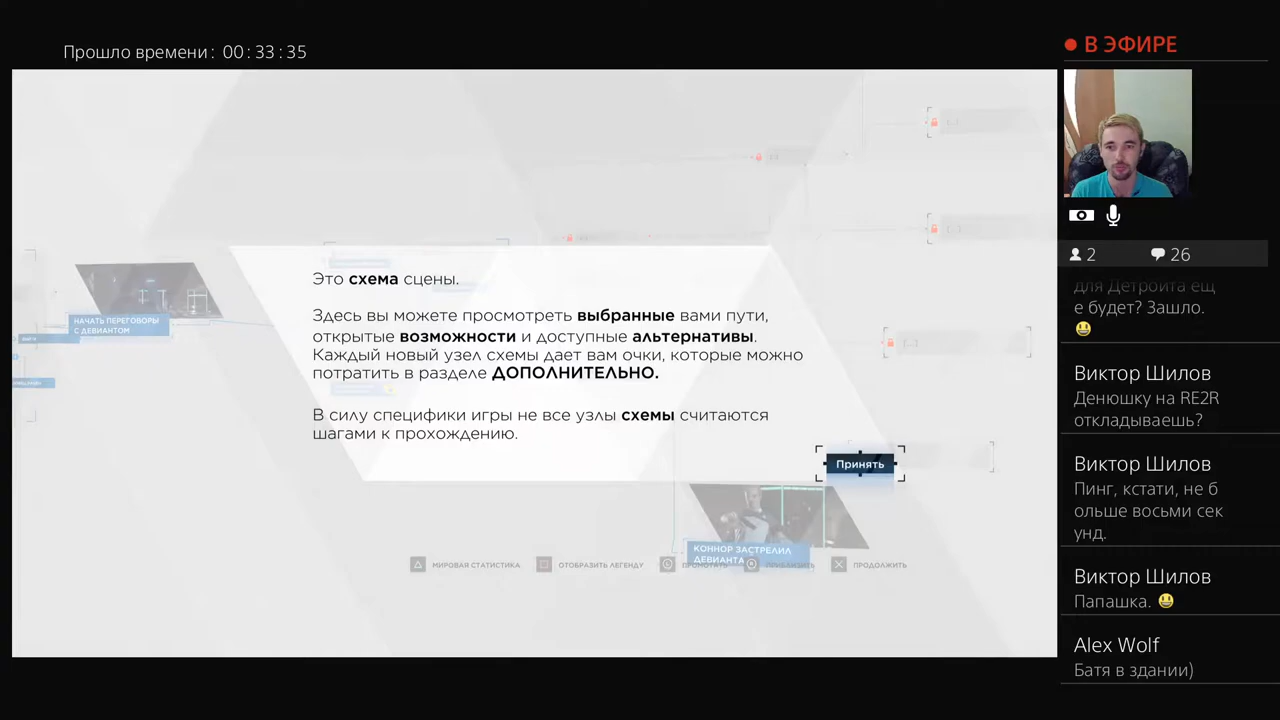 Прошло времени: 00:33:35
В ЭФИРЕ
2
26
НАЧАТЬ ПЕРЕГОВОРЫ
С ДЕВИАНТОМ
Это схема сцены.
Здесь вы можете просмотреть выбранные вами пути,
открытые возможности и доступные альтернативы.
Каждый новый узел схемы дает вам очки, которые можно
потратить в разделе ДОПОЛНИТЕЛЬНО.
В силу специфики игры не все узлы схемы считаются
шагами к прохождению.
Принять
КОННОР ЗАСТРЕЛИЛ
ДЕВИАНТА
МИРОВАЯ СТАТИСТИКА
ОТОБРАЗИТЬ ЛЕГЕНДУ
ПРИБЛИЗИТЬ
ПРОДОЛЖИТЬ
для Детройта ещ
е будет? Зашло.
Виктор Шилов
Денюшку на RE2R
откладываешь?
Виктор Шилов
Пинг, кстати, не б
ольше восьми сек
унд.
Виктор Шилов
Папашка.
Alex Wolf
Батя в здании)